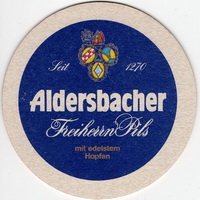 Seit 1270
Aldersbacher
Freiherrn Pils
mit edelstem
Hopfen